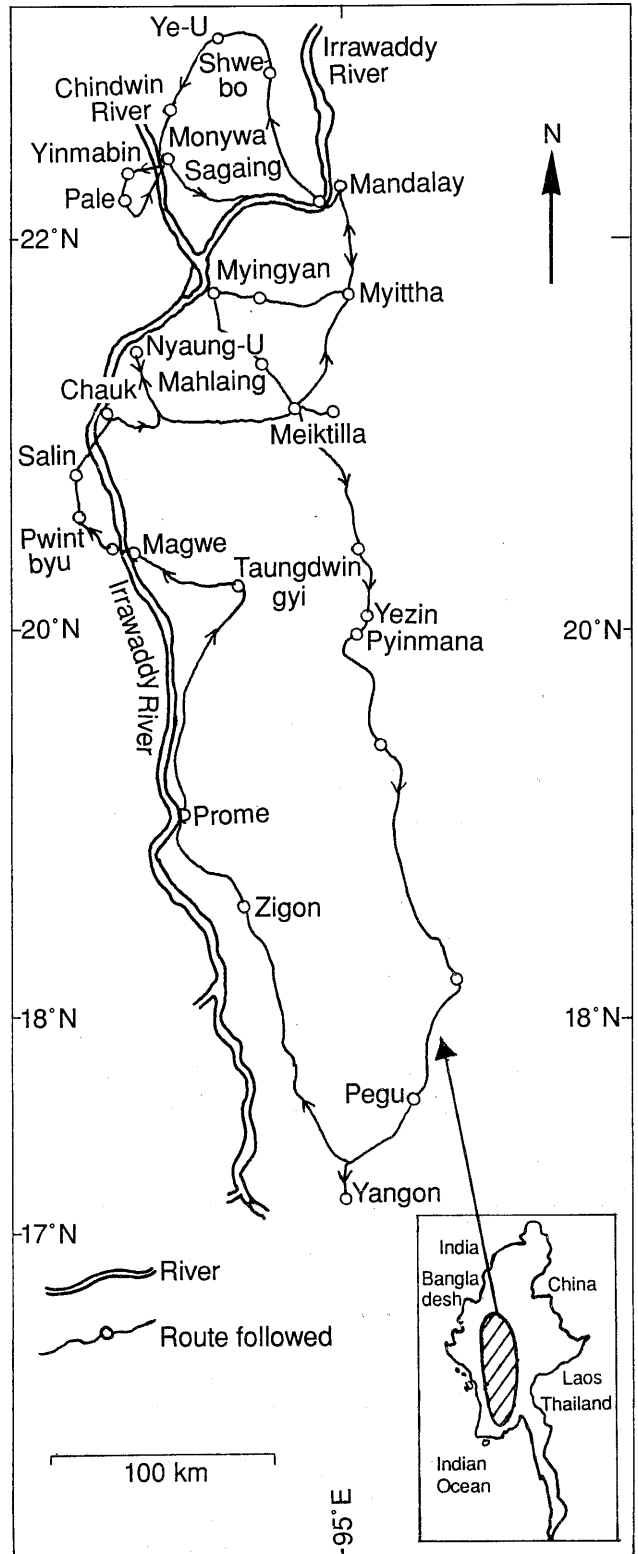 Ye-U
Irrawaddy
River
Shwe
bo
Chindwin
River
Monywa
Yinmabin
Sagaing
Pale
Mandalay
N
22°N
Myingyan
Myittha
Nyaung-U
Mahlaing
Chauk
Meiktilla
Salin
Pwint
byu
Magwe
Taungdwin
gyi
Irrawaddy River
Yezin
Pyinmana
20°N
20°N
Prome
Zigon
18°N
18°N
Pegu
Yangon
17°N
River
Route followed
100 km
95°E
India
Bangla
desh
China
Laos
Thailand
Indian
Ocean